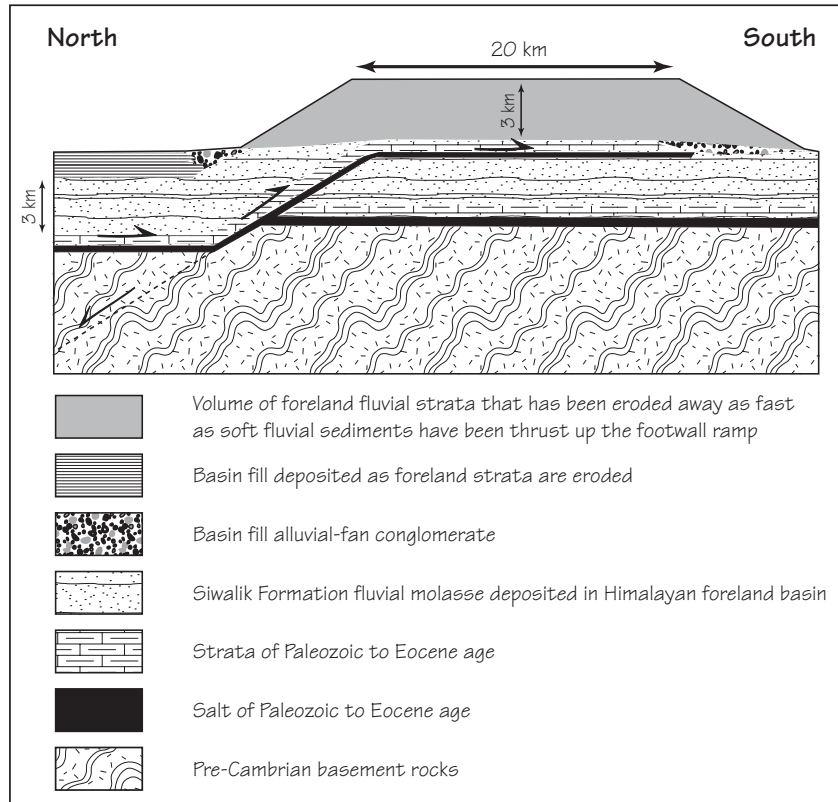 North
20 km
South
3 km
3 km
Volume of foreland fluvial strata that has been eroded away as fast
as soft fluvial sediments have been thrust up the footwall ramp
Basin fill deposited as foreland strata are eroded
Basin fill alluvial-fan conglomerate
Siwalik Formation fluvial molasse deposited in Himalayan foreland basin
Strata of Paleozoic to Eocene age
Salt of Paleozoic to Eocene age
Pre-Cambrian basement rocks